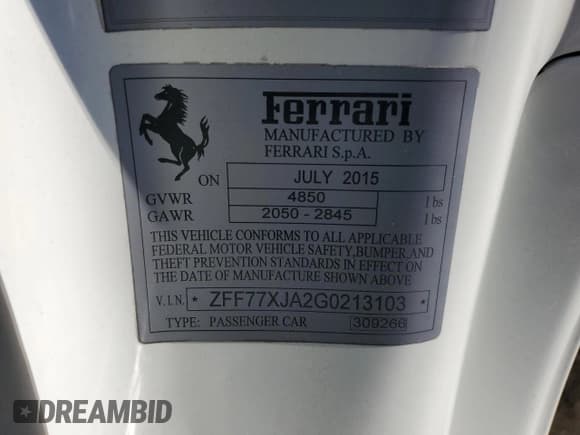 Ferrari
MANUFACTURED BY
FERRARI S.p.A.
ON JULY 2015
GVWR 4850 lbs
GAWR 2050 - 2845 lbs
THIS VEHICLE CONFORMS TO ALL APPLICABLE
FEDERAL MOTOR VEHICLE SAFETY,BUMPER,AND
THEFT PREVENTION STANDARDS IN EFFECT ON
THE DATE OF MANUFACTURE SHOWN ABOVE
V.I.N. * ZFF77XJA2G0213103 *
TYPE: PASSENGER CAR 309266
DREAMBID